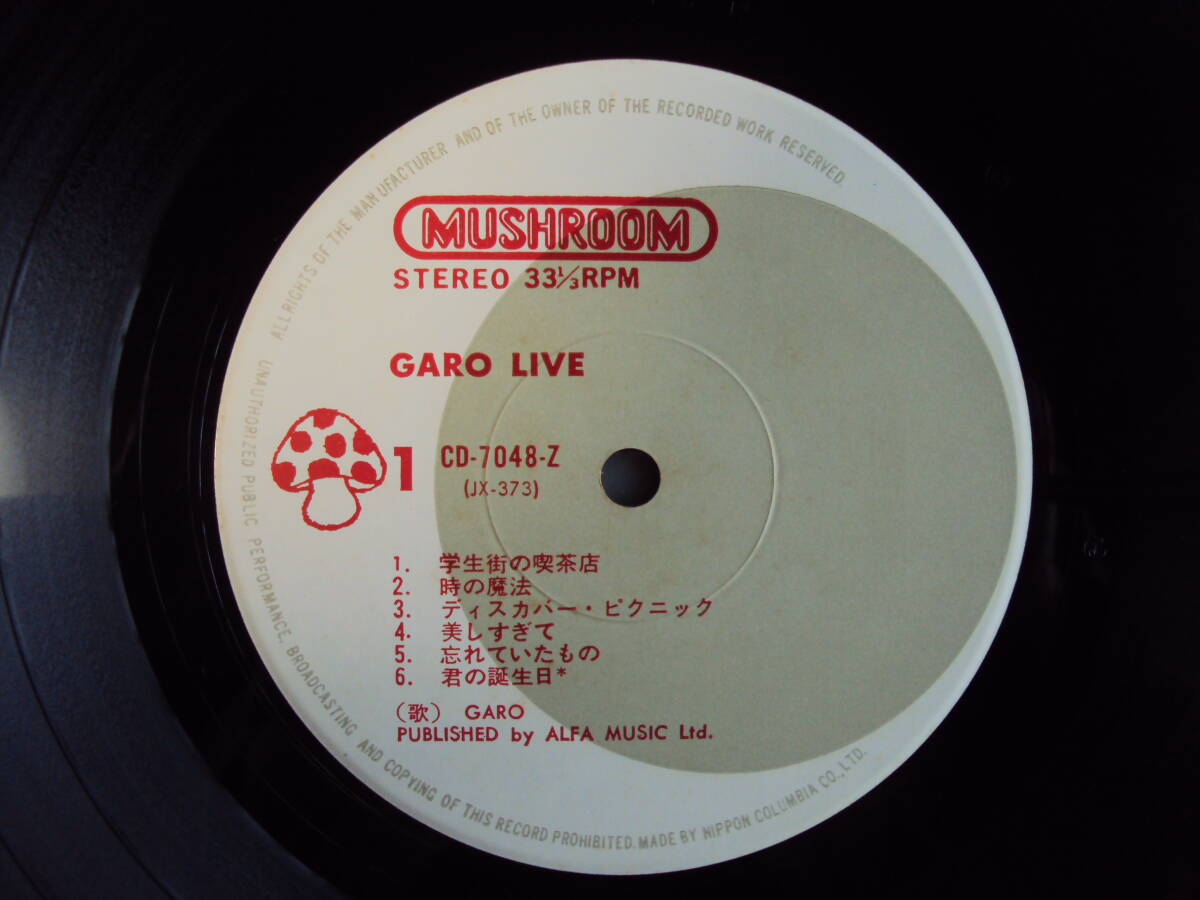 ALL RIGHTS OF THE MANUFACTURER AND OF THE OWNER OF THE RECORDED WORK RESERVED.
MUSHROOM
STEREO 33⅓RPM
GARO LIVE
1 CD-7048-Z
(JX-373)
1. 学生街の喫茶店
2. 時の魔法
3. ディスカバー・ピクニック
4. 美しすぎて
5. 忘れていたもの
6. 君の誕生日*
(歌) GARO
PUBLISHED by ALFA MUSIC Ltd.
UNAUTHORIZED PUBLIC PERFORMANCE, BROADCASTING AND COPYING OF THIS RECORD PROHIBITED. MADE BY NIPPON COLUMBIA CO., LTD.